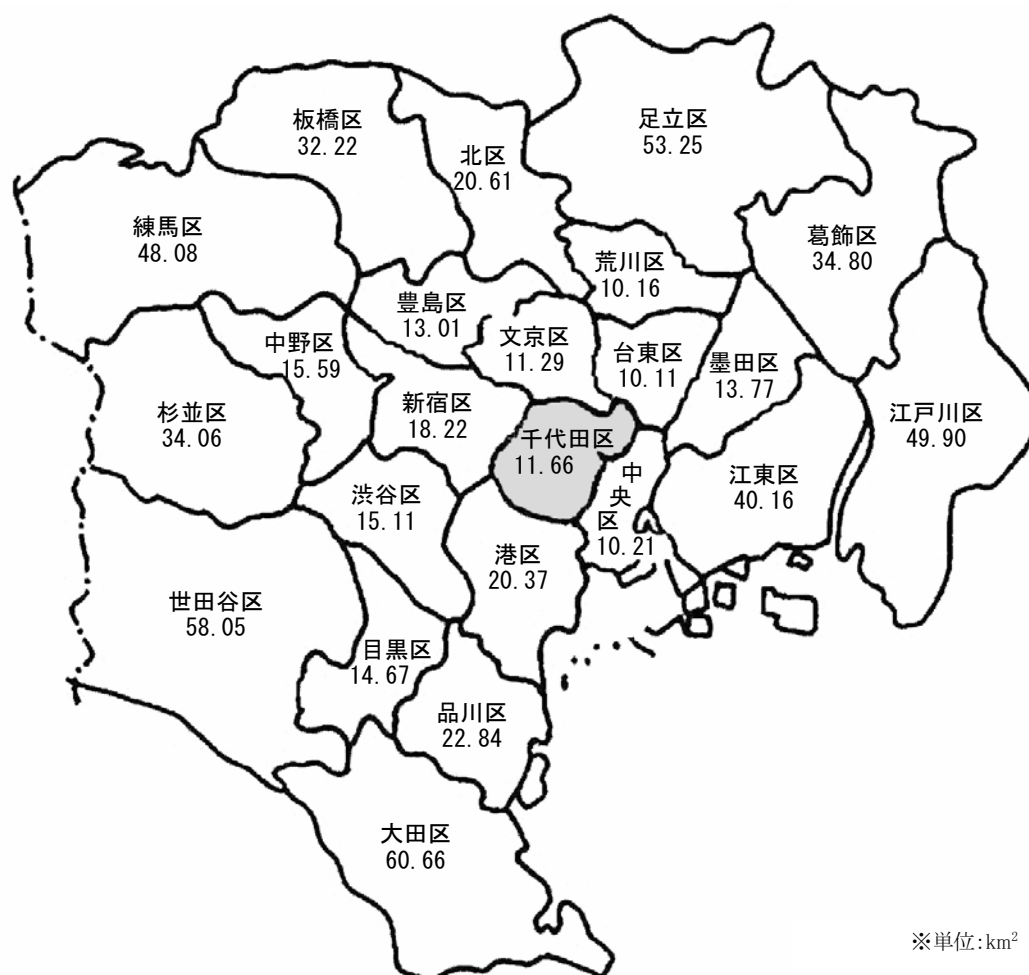 足立区
53.25
板橋区
32.22
北区
20.61
練馬区
48.08
葛飾区
34.80
荒川区
10.16
豊島区
13.01
文京区
11.29
台東区
10.11
中野区
15.59
墨田区
13.77
新宿区
18.22
杉並区
34.06
江戸川区
49.90
千代田区
11.66
中
央
区
10.21
江東区
40.16
渋谷区
15.11
港区
20.37
世田谷区
58.05
目黒区
14.67
品川区
22.84
大田区
60.66
※単位:km²